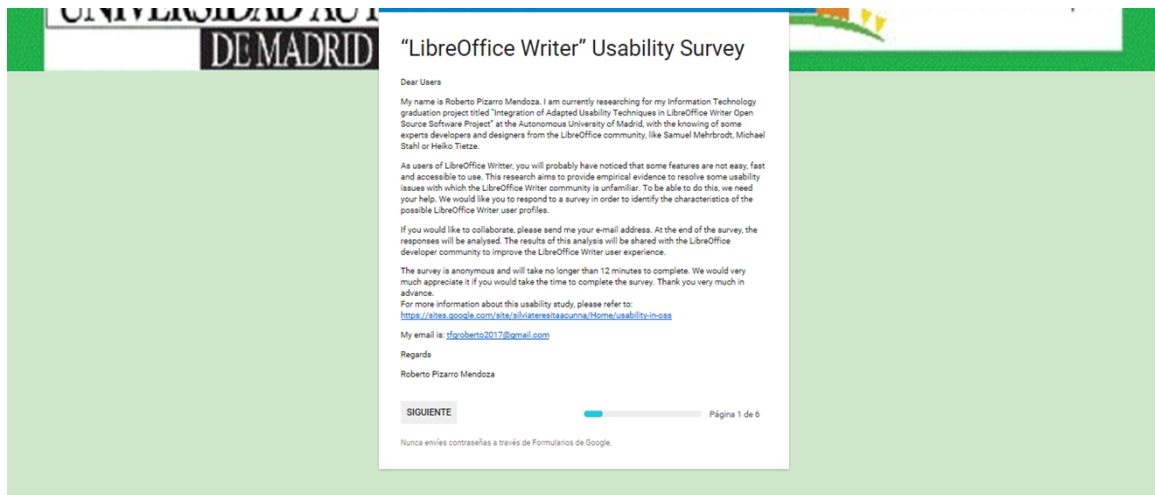 UNIVERSIDAD AUT
DE MADRID
“LibreOffice Writer” Usability Survey
Dear Users
My name is Roberto Pizarro Mendoza. I am currently researching for my Information Technology
graduation project titled "Integration of Adapted Usability Techniques in LibreOffice Writer Open
Source Software Project" at the Autonomous University of Madrid, with the knowing of some
experts developers and designers from the LibreOffice community, like Samuel Mehrbrodt, Michael
Stahl or Heiko Tietze.
As users of LibreOffice Writter, you will probably have noticed that some features are not easy, fast
and accessible to use. This research aims to provide empirical evidence to resolve some usability
issues with which the LibreOffice Writer community is unfamiliar. To be able to do this, we need
your help. We would like you to respond to a survey in order to identify the characteristics of the
possible LibreOffice Writer user profiles.
If you would like to collaborate, please send me your e-mail address. At the end of the survey, the
responses will be analysed. The results of this analysis will be shared with the LibreOffice
developer community to improve the LibreOffice Writer user experience.
The survey is anonymous and will take no longer than 12 minutes to complete. We would very
much appreciate it if you would take the time to complete the survey. Thank you very much in
advance.
For more information about this usability study, please refer to:
https://sites.google.com/site/silviateresitaacunna/Home/usability-in-oss
My email is: tfgroberto2017@gmail.com
Regards
Roberto Pizarro Mendoza
SIGUIENTE
Página 1 de 6
Nunca envíes contraseñas a través de Formularios de Google.